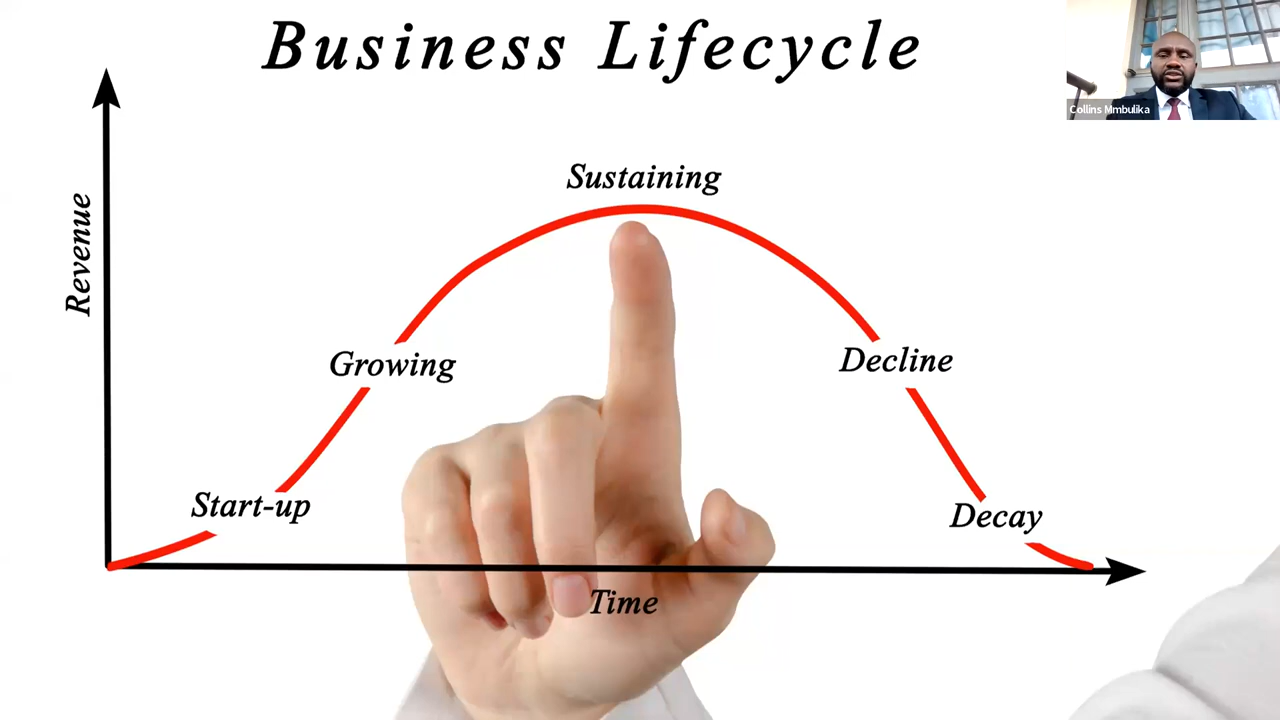 Business Lifecycle
Collins Mmbulika
Sustaining
Revenue
Growing
Decline
Start-up
Decay
Time